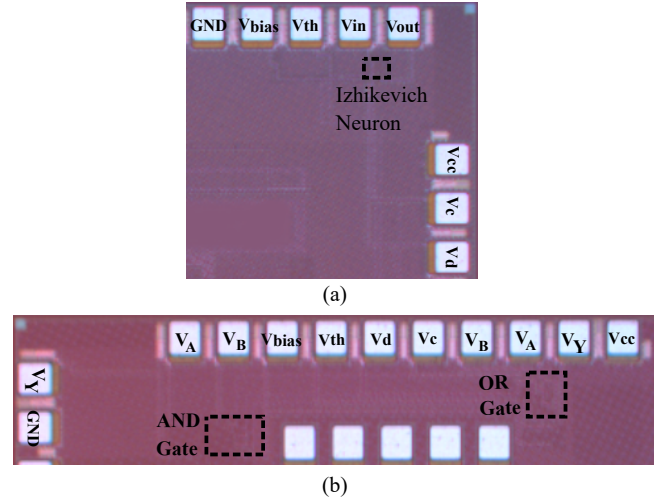 GND Vbias Vth Vin Vout
Izhikevich
Neuron
Vcc
Vc
Vd
(a)
VA VB Vbias Vth Vd Vc VB VA VY Vcc
VY
GND
AND
Gate
OR
Gate
(b)